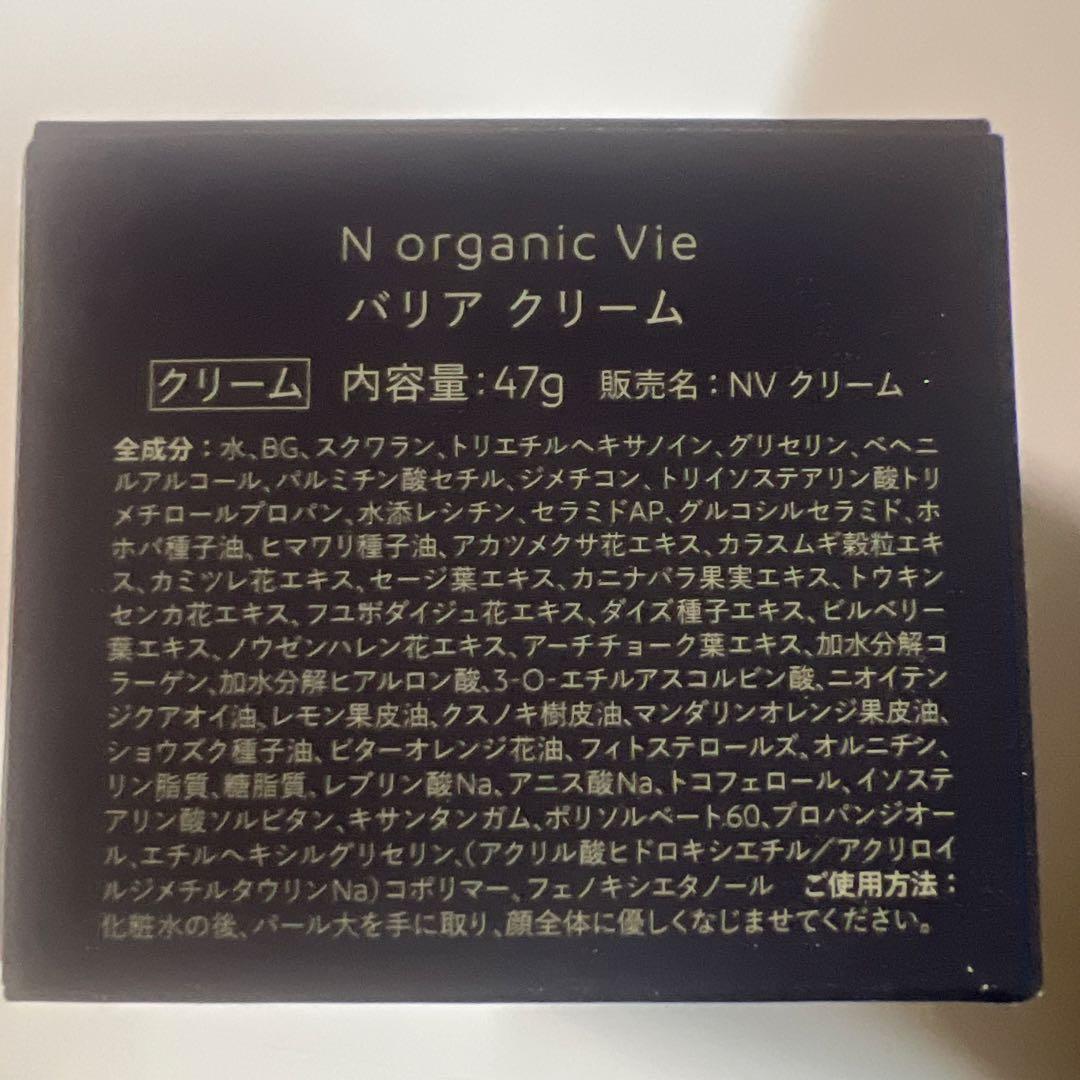 N organic Vie
バリア クリーム
クリーム 内容量:47g 販売名:NV クリーム
全成分:水、BG、スクワラン、トリエチルヘキサノイン、グリセリン、ベヘニ
ルアルコール、パルミチン酸セチル、ジメチコン、トリイソステアリン酸トリ
メチロールプロパン、水添レシチン、セラミドAP、グルコシルセラミド、ホ
ホバ種子油、ヒマワリ種子油、アカツメクサ花エキス、カラスムギ穀粒エキ
ス、カミツレ花エキス、セージ葉エキス、カニナバラ果実エキス、トウキン
センカ花エキス、フユボダイジュ花エキス、ダイズ種子エキス、ビルベリー
葉エキス、ノウゼンハレン花エキス、アーチチョーク葉エキス、加水分解コ
ラーゲン、加水分解ヒアルロン酸、3-O-エチルアスコルビン酸、ニオイテン
ジクアオイ油、レモン果皮油、クスノキ樹皮油、マンダリンオレンジ果皮油、
ショウズク種子油、ビターオレンジ花油、フィトステロールズ、オルニチン、
リン脂質、糖脂質、レブリン酸Na、アニス酸Na、トコフェロール、イソステ
アリン酸ソルビタン、キサンタンガム、ポリソルベート60、プロパンジオー
ル、エチルヘキシルグリセリン、(アクリル酸ヒドロキシエチル/アクリロイ
ルジメチルタウリンNa)コポリマー、フェノキシエタノール ご使用方法:
化粧水の後、パール大を手に取り、顔全体に優しくなじませてください。